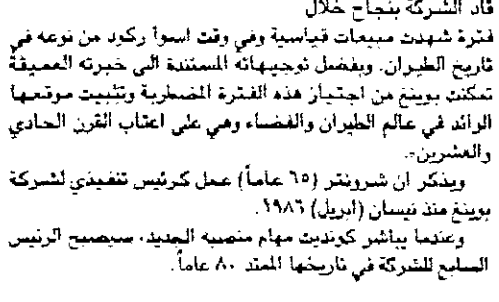 قاد الشركة بنجاح خلال
فترة شهدت مبيعات قياسية وفي وقت اسوأ ركود من نوعه في
تاريخ الطيران. وبفضل توجيهاته المستندة الى خبرته العميقة
تمكنت بوينغ من اجتياز هذه الفترة المضطربة وتثبيت موقعها
الرائد في عالم الطيران والفضاء وهي على اعتاب القرن الحادي
والعشرين».
ويذكر ان شرونتر (٦٥ عاماً) عمل كرئيس تنفيذي لشركة
بوينغ منذ نيسان (ابريل) ١٩٨٦.
وعندما يباشر كونديت مهام منصبه الجديد، سيصبح الرئيس
السابع للشركة في تاريخها الممتد ٨٠ عاماً.